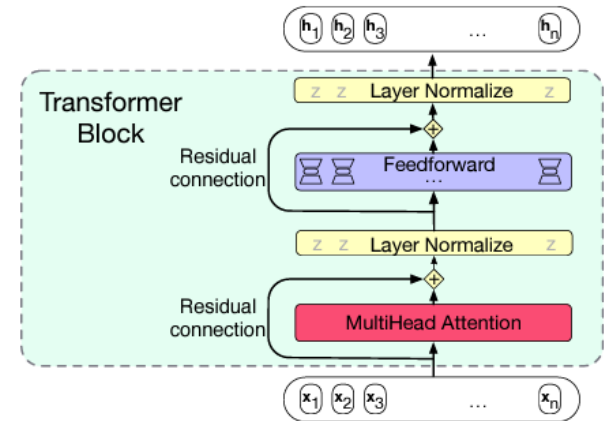 h1 h2 h3 ... hn
Transformer
Block
z z Layer Normalize z
+
Residual
connection
Feedforward
...
z z Layer Normalize z
+
Residual
connection
MultiHead Attention
x1 x2 x3 ... xn